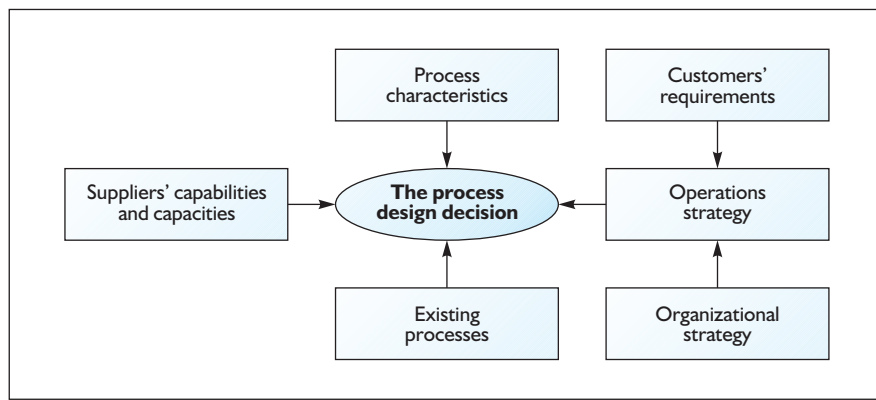 Process
characteristics
Customers’
requirements
Suppliers’ capabilities
and capacities
The process
design decision
Operations
strategy
Existing
processes
Organizational
strategy